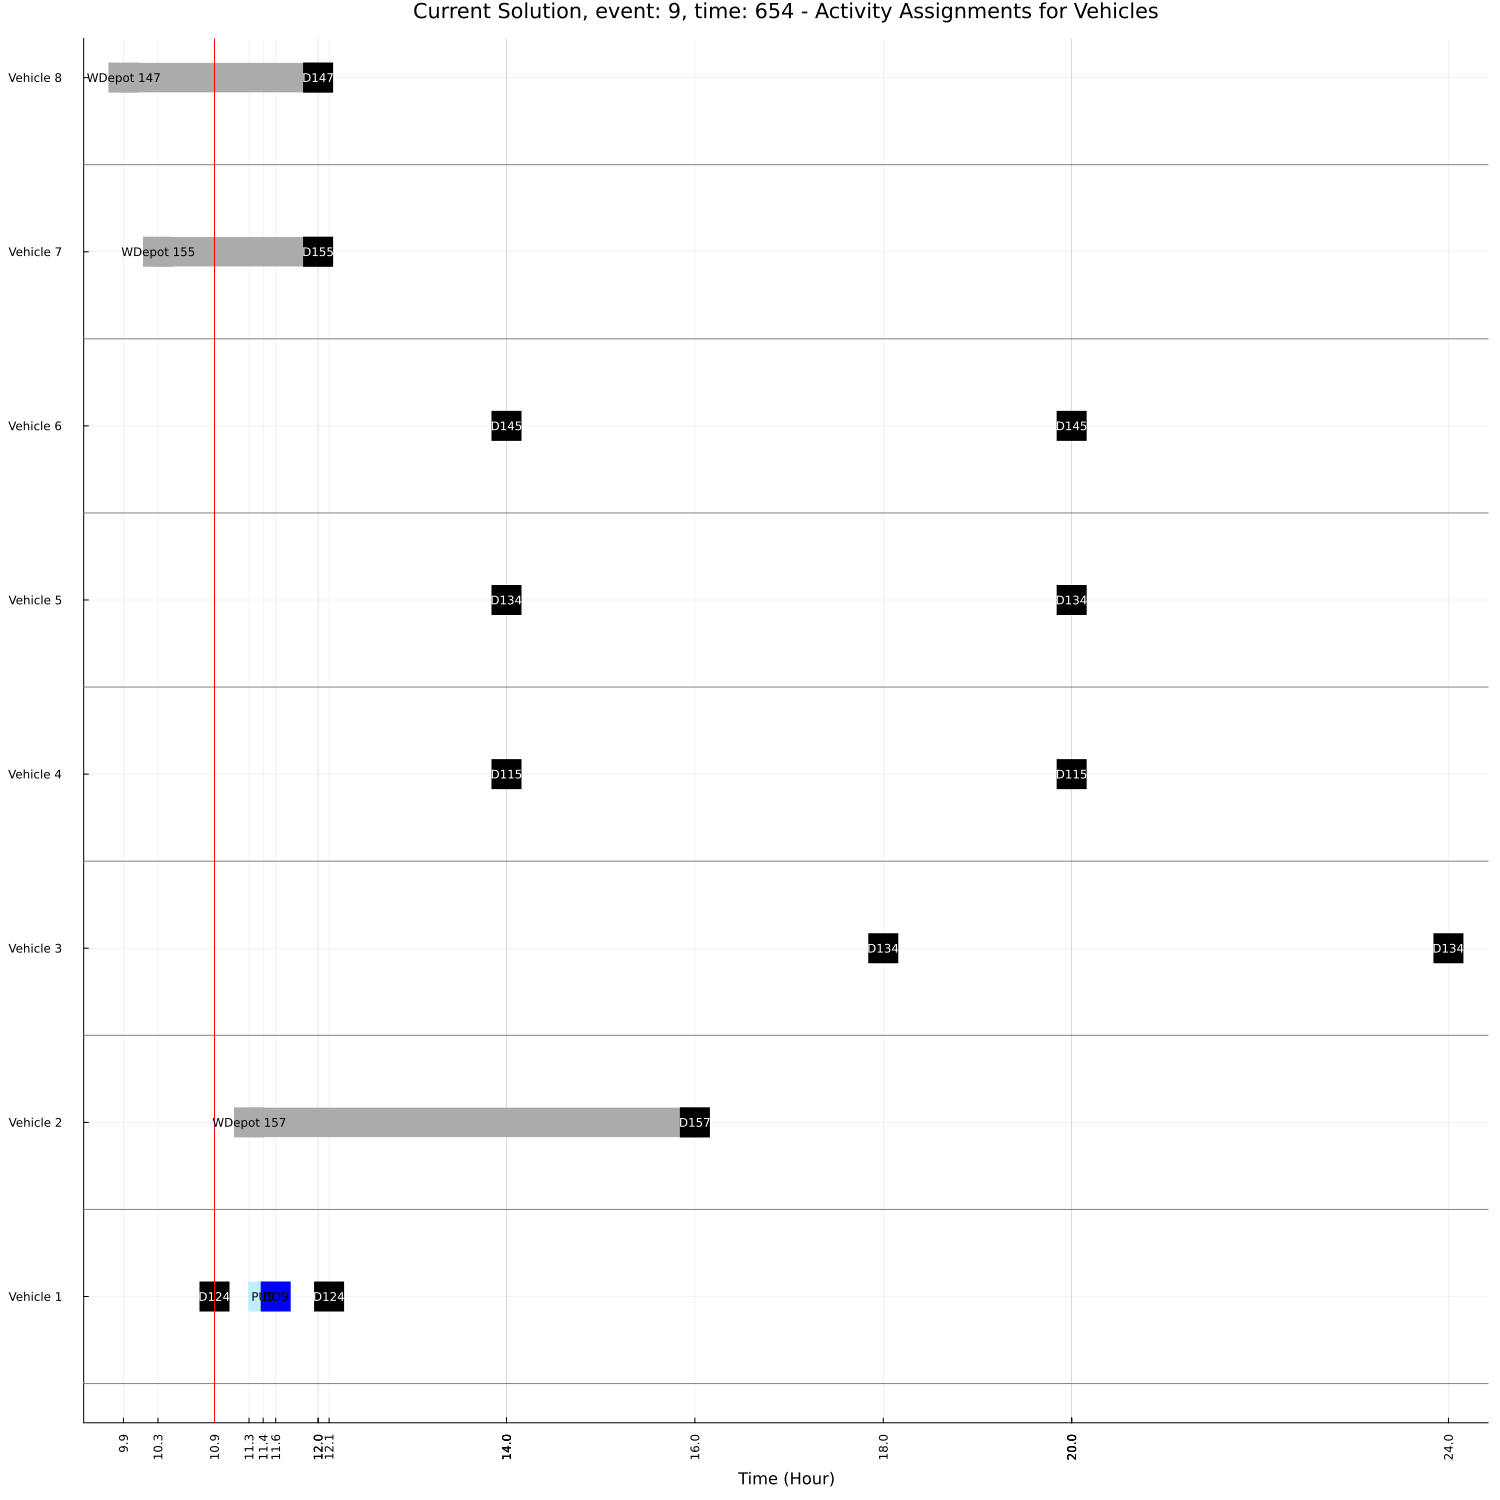 Current Solution, event: 9, time: 654 - Activity Assignments for Vehicles
Vehicle 8
WDepot 147
D147
Vehicle 7
WDepot 155
D155
Vehicle 6
D145
D145
Vehicle 5
D134
D134
Vehicle 4
D115
D115
Vehicle 3
D134
D134
Vehicle 2
WDepot 157
D157
Vehicle 1
D124
D124
9.9
10.3
10.9
11.3
11.4
11.6
12.0
12.1
14.0
16.0
18.0
20.0
24.0
Time (Hour)